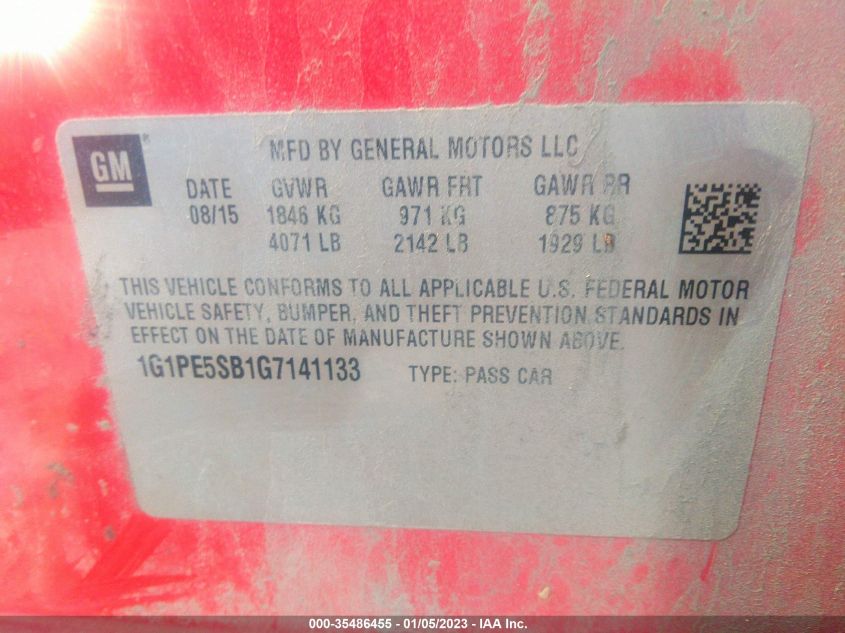 GM
MFD BY GENERAL MOTORS LLC
DATE GVWR GAWR FRT GAWR RR
08/15 1846 KG 971 KG 875 KG
4071 LB 2142 LB 1929 LB
THIS VEHICLE CONFORMS TO ALL APPLICABLE U.S. FEDERAL MOTOR
VEHICLE SAFETY, BUMPER, AND THEFT PREVENTION STANDARDS IN
EFFECT ON THE DATE OF MANUFACTURE SHOWN ABOVE.
1G1PE5SB1G7141133 TYPE: PASS CAR
000-35486455 - 01/05/2023 - IAA Inc.